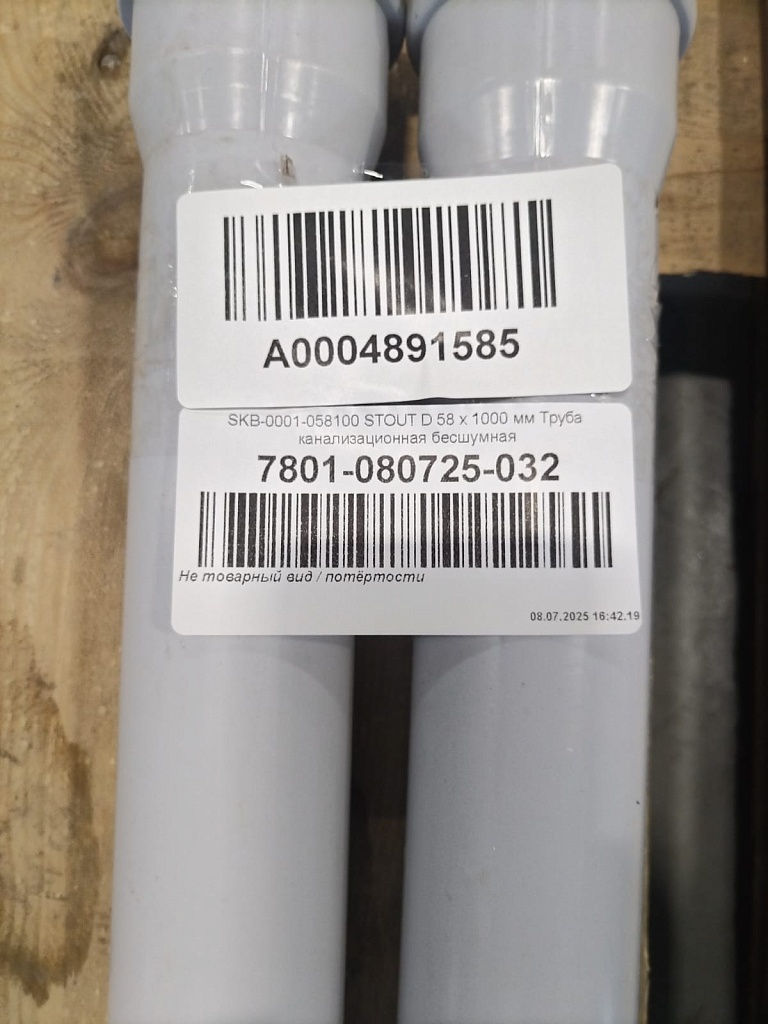 A0004891585
SKB-0001-058100 STOUT D 58 x 1000 мм Труба
канализационная бесшумная
7801-080725-032
Не товарный вид / потёртости
08.07.2025 16:42.19